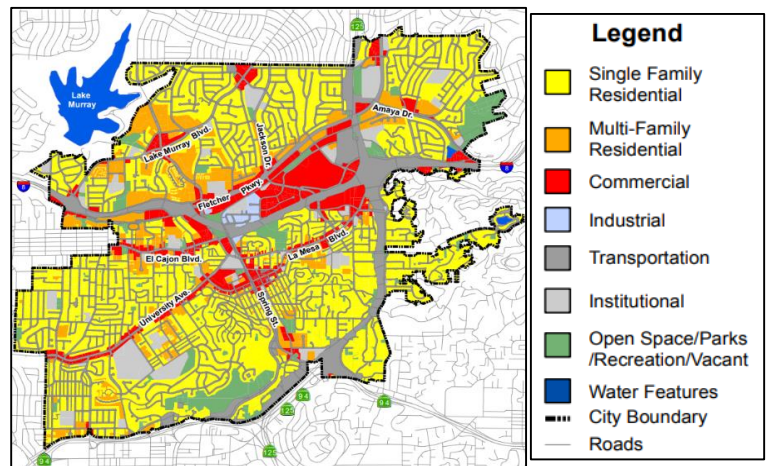 125
Lake
Murray
Amaya Dr.
Lake Murray Blvd.
Jackson Dr.
8
Fletcher Pkwy.
8
El Cajon Blvd.
La Mesa Blvd.
University Ave.
Spring St.
94
94
125
125
94
Legend
Single Family
Residential
Multi-Family
Residential
Commercial
Industrial
Transportation
Institutional
Open Space/Parks
/Recreation/Vacant
Water Features
City Boundary
Roads